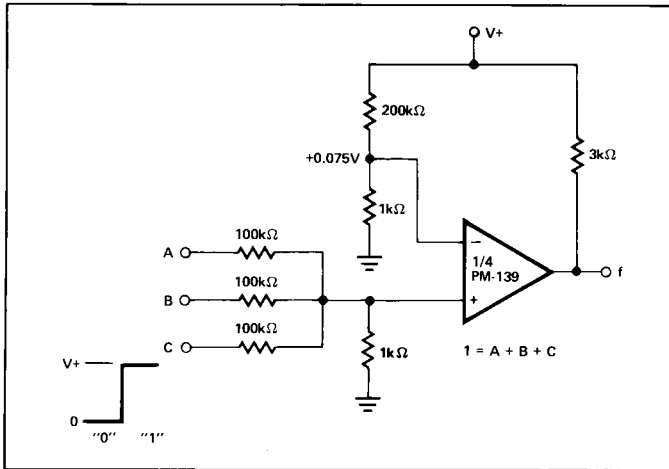 V+
200kΩ
+0.075V
3kΩ
1kΩ
100kΩ
A
−
1/4
PM-139
f
100kΩ
B
+
100kΩ
C
1kΩ
1 = A + B + C
V+
0
"0" "1"